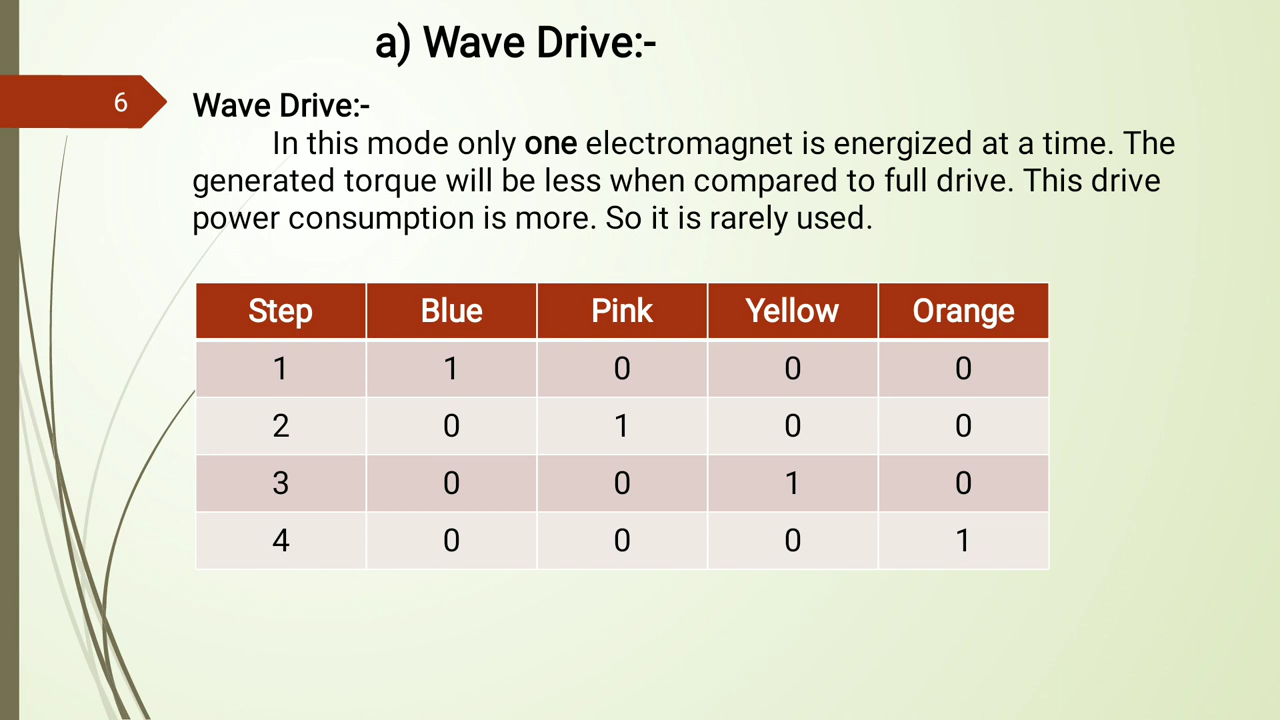 a) Wave Drive:-
6
Wave Drive:-
In this mode only one electromagnet is energized at a time. The
generated torque will be less when compared to full drive. This drive
power consumption is more. So it is rarely used.
Step Blue Pink Yellow Orange
1 1 0 0 0
2 0 1 0 0
3 0 0 1 0
4 0 0 0 1